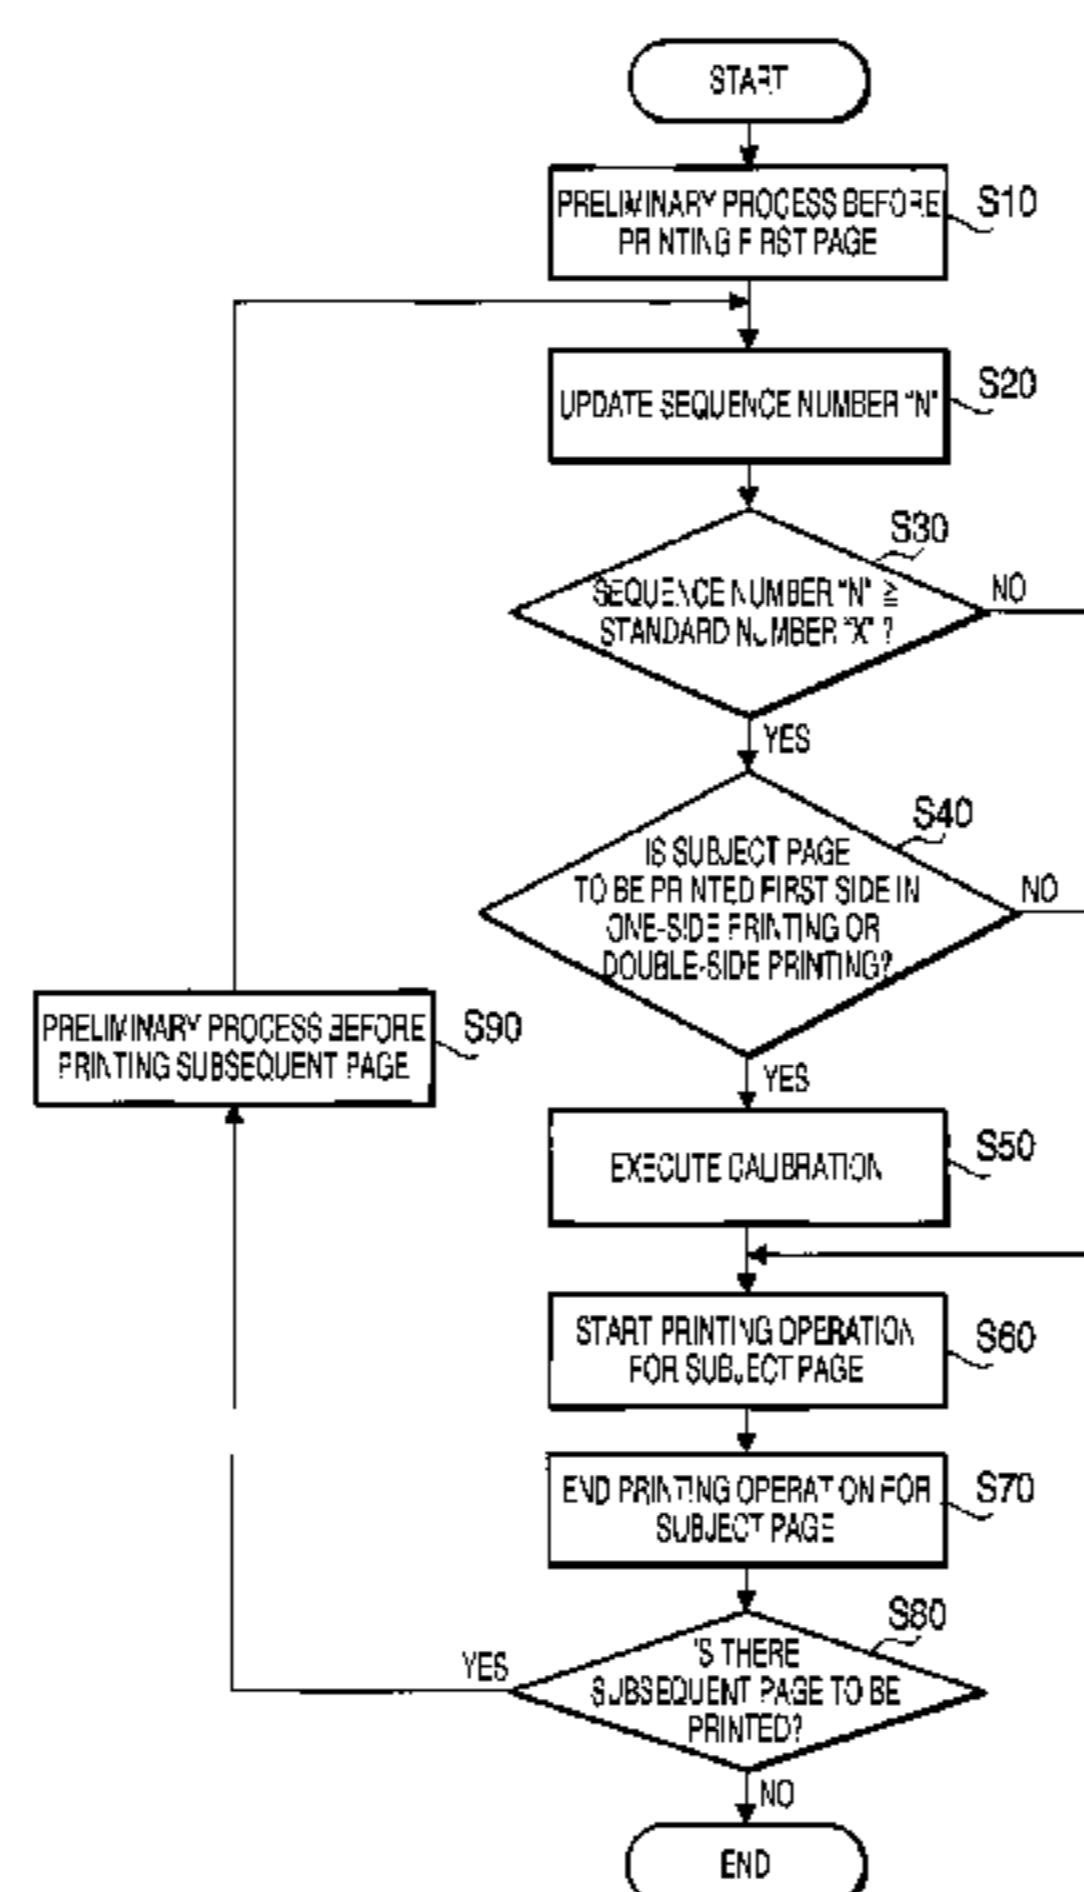 START
PRELIMINARY PROCESS BEFORE
PRINTING FIRST PAGE
S10
UPDATE SEQUENCE NUMBER "N"
S20
S30
SEQUENCE NUMBER "N" ≧
STANDARD NUMBER "X" ?
NO
YES
S40
IS SUBJECT PAGE
TO BE PRINTED FIRST SIDE IN
ONE-SIDE PRINTING OR
DOUBLE-SIDE PRINTING?
NO
YES
PRELIMINARY PROCESS BEFORE
PRINTING SUBSEQUENT PAGE
S90
EXECUTE CALIBRATION
S50
START PRINTING OPERATION
FOR SUBJECT PAGE
S60
END PRINTING OPERATION FOR
SUBJECT PAGE
S70
S80
IS THERE
SUBSEQUENT PAGE TO BE
PRINTED?
YES
NO
END